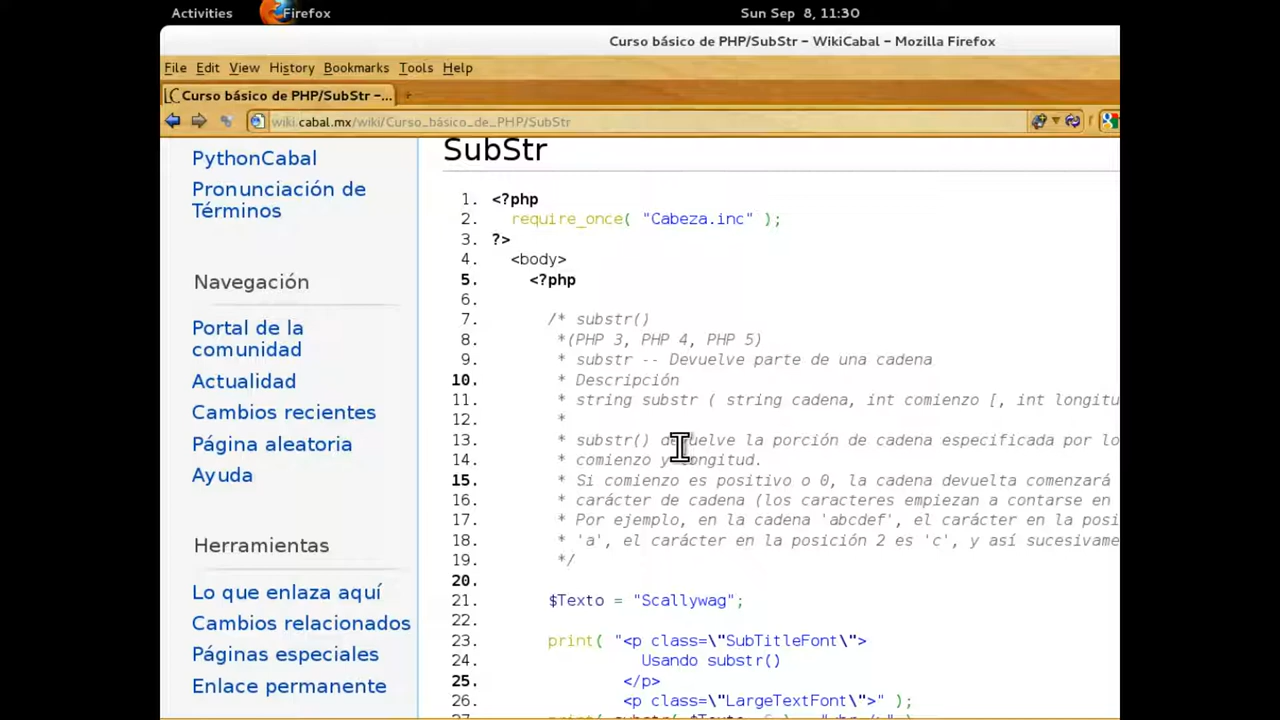 Activities Firefox Sun Sep 8, 11:30
Curso básico de PHP/SubStr – WikiCabal – Mozilla Firefox
File Edit View History Bookmarks Tools Help
Curso básico de PHP/SubStr –...
wiki.cabal.mx/wiki/Curso_básico_de_PHP/SubStr
PythonCabal
Pronunciación de
Términos
Navegación
Portal de la
comunidad
Actualidad
Cambios recientes
Página aleatoria
Ayuda
Herramientas
Lo que enlaza aquí
Cambios relacionados
Páginas especiales
Enlace permanente
SubStr
1. <?php
2. require_once( "Cabeza.inc" );
3. ?>
4. <body>
5. <?php
6.
7. /* substr()
8. *(PHP 3, PHP 4, PHP 5)
9. * substr -- Devuelve parte de una cadena
10. * Descripción
11. * string substr ( string cadena, int comienzo [, int longitu
12. *
13. * substr() devuelve la porción de cadena especificada por lo
14. * comienzo y longitud.
15. * Si comienzo es positivo o 0, la cadena devuelta comenzará
16. * carácter de cadena (los caracteres empiezan a contarse en
17. * Por ejemplo, en la cadena 'abcdef', el carácter en la posi
18. * 'a', el carácter en la posición 2 es 'c', y así sucesivame
19. */
20.
21. $Texto = "Scallywag";
22.
23. print( "<p class=\"SubTitleFont\">
24. Usando substr()
25. </p>
26. <p class=\"LargeTextFont\">" );